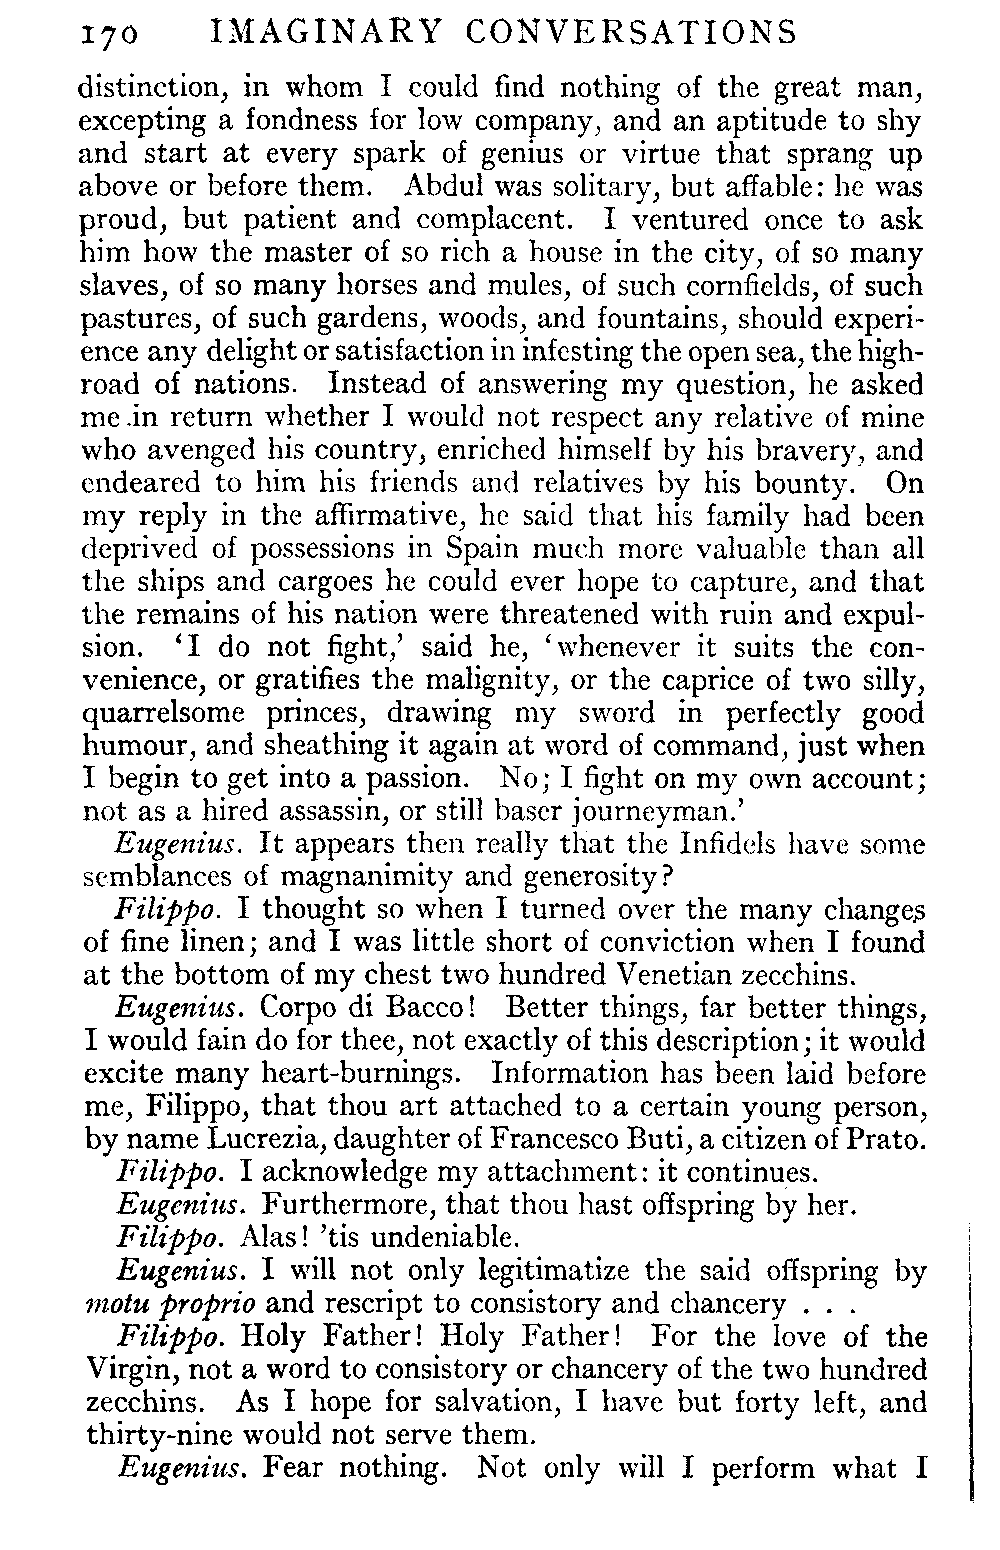 170 IMAGINARY CONVERSATIONS
distinction, in whom I could find nothing of the great man,
excepting a fondness for low company, and an aptitude to shy
and start at every spark of genius or virtue that sprang up
above or before them. Abdul was solitary, but affable: he was
proud, but patient and complacent. I ventured once to ask
him how the master of so rich a house in the city, of so many
slaves, of so many horses and mules, of such cornfields, of such
pastures, of such gardens, woods, and fountains, should experi-
ence any delight or satisfaction in infesting the open sea, the high-
road of nations. Instead of answering my question, he asked
me in return whether I would not respect any relative of mine
who avenged his country, enriched himself by his bravery, and
endeared to him his friends and relatives by his bounty. On
my reply in the affirmative, he said that his family had been
deprived of possessions in Spain much more valuable than all
the ships and cargoes he could ever hope to capture, and that
the remains of his nation were threatened with ruin and expul-
sion. ‘I do not fight,’ said he, ‘whenever it suits the con-
venience, or gratifies the malignity, or the caprice of two silly,
quarrelsome princes, drawing my sword in perfectly good
humour, and sheathing it again at word of command, just when
I begin to get into a passion. No; I fight on my own account;
not as a hired assassin, or still baser journeyman.’
Eugenius. It appears then really that the Infidels have some
semblances of magnanimity and generosity?
Filippo. I thought so when I turned over the many changes
of fine linen; and I was little short of conviction when I found
at the bottom of my chest two hundred Venetian zecchins.
Eugenius. Corpo di Bacco! Better things, far better things,
I would fain do for thee, not exactly of this description; it would
excite many heart-burnings. Information has been laid before
me, Filippo, that thou art attached to a certain young person,
by name Lucrezia, daughter of Francesco Buti, a citizen of Prato.
Filippo. I acknowledge my attachment: it continues.
Eugenius. Furthermore, that thou hast offspring by her.
Filippo. Alas! ’tis undeniable.
Eugenius. I will not only legitimatize the said offspring by
motu proprio and rescript to consistory and chancery . . .
Filippo. Holy Father! Holy Father! For the love of the
Virgin, not a word to consistory or chancery of the two hundred
zecchins. As I hope for salvation, I have but forty left, and
thirty-nine would not serve them.
Eugenius. Fear nothing. Not only will I perform what I